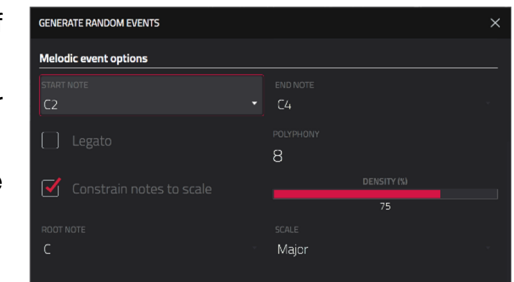 GENERATE RANDOM EVENTS
Melodic event options
START NOTE END NOTE
C2 C4
Legato
POLYPHONY
8
Constrain notes to scale
DENSITY (%)
75
ROOT NOTE SCALE
C Major